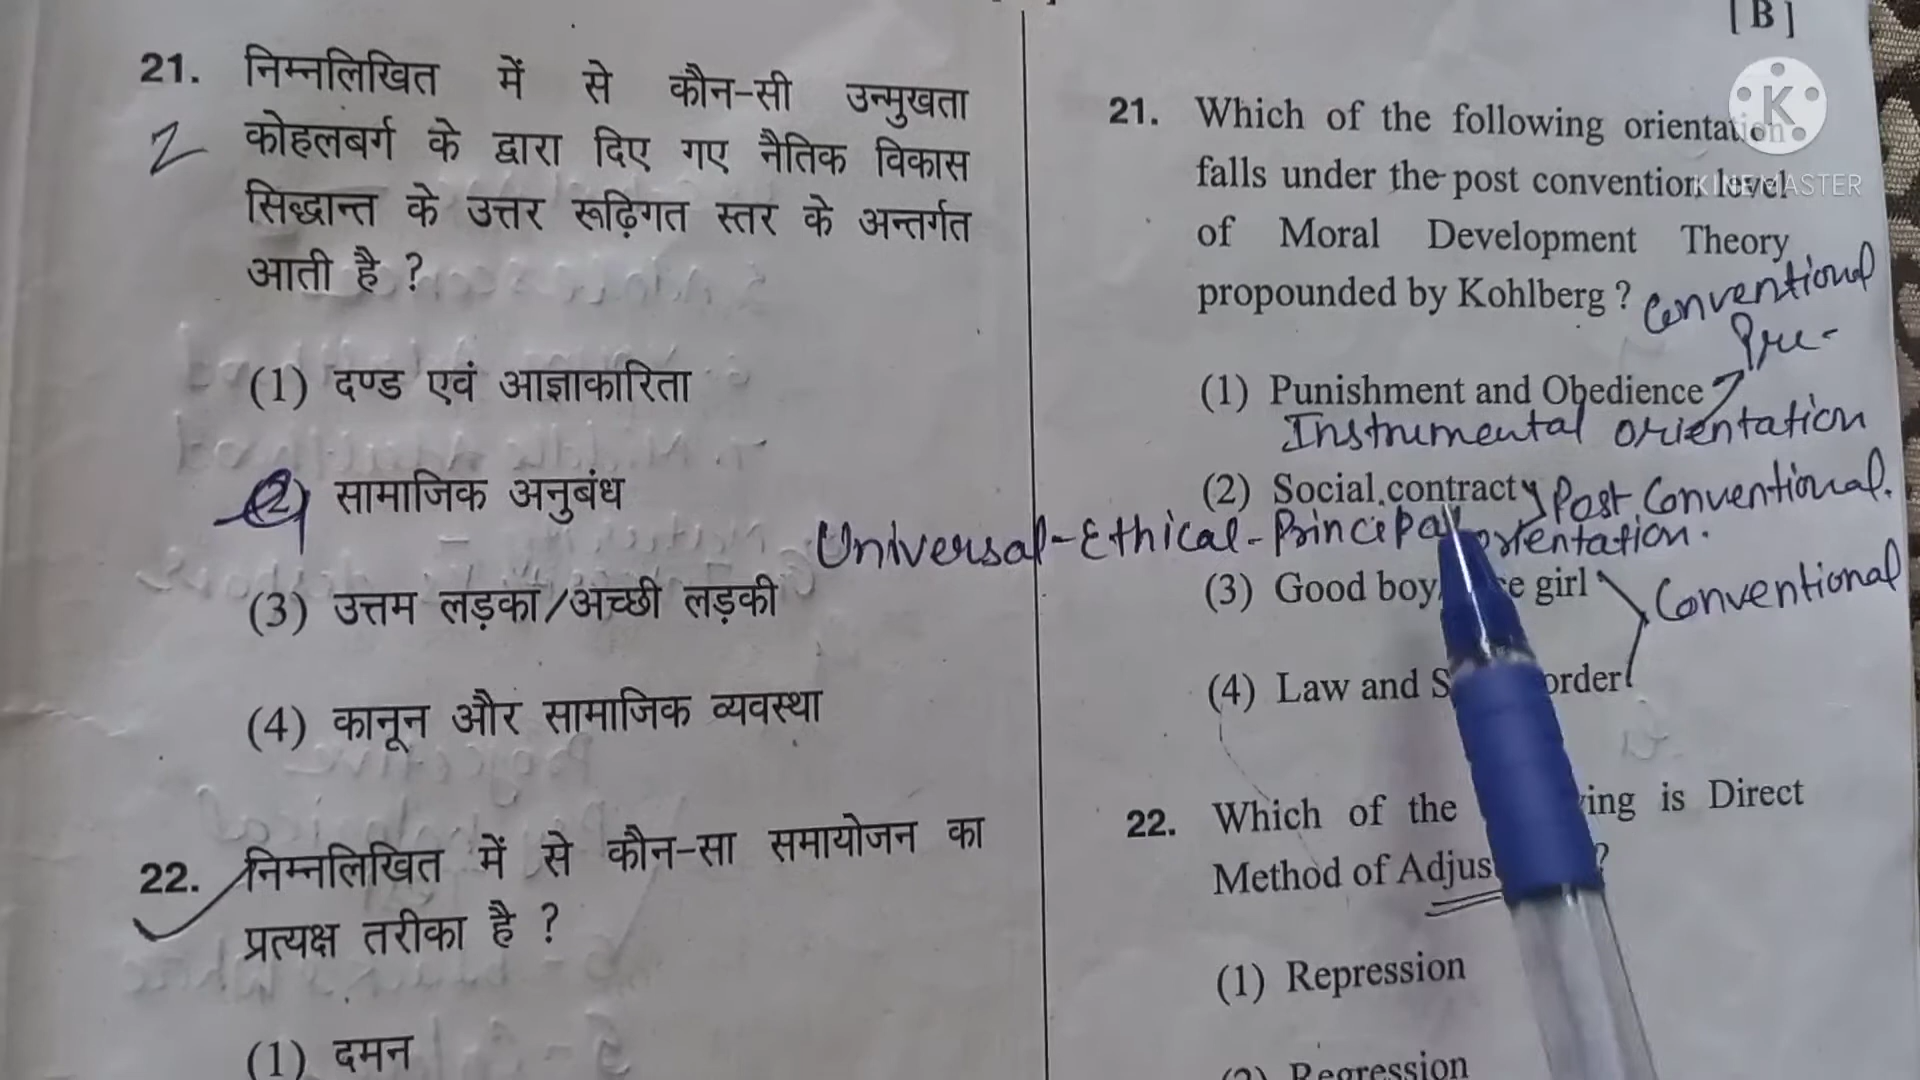 [ B ]
21. निम्नलिखित में से कौन-सी उन्मुखता
कोहलबर्ग के द्वारा दिए गए नैतिक विकास
सिद्धान्त के उत्तर रूढ़िगत स्तर के अन्तर्गत
आती है ?
(1) दण्ड एवं आज्ञाकारिता
(2) सामाजिक अनुबंध
(3) उत्तम लड़का/अच्छी लड़की
(4) कानून और सामाजिक व्यवस्था
22. निम्नलिखित में से कौन-सा समायोजन का
प्रत्यक्ष तरीका है ?
(1) दमन
K
KINEMASTER
21. Which of the following orientation
falls under the post convention level
of Moral Development Theory
propounded by Kohlberg ? Conventional
Pre-
(1) Punishment and Obedience
Instrumental orientation
(2) Social contract Post Conventional.
Universal-Ethical-Principal orientation.
(3) Good boy girl Conventional
(4) Law and order
22. Which of the is Direct
Method of ?
(1) Repression
(2) Regression